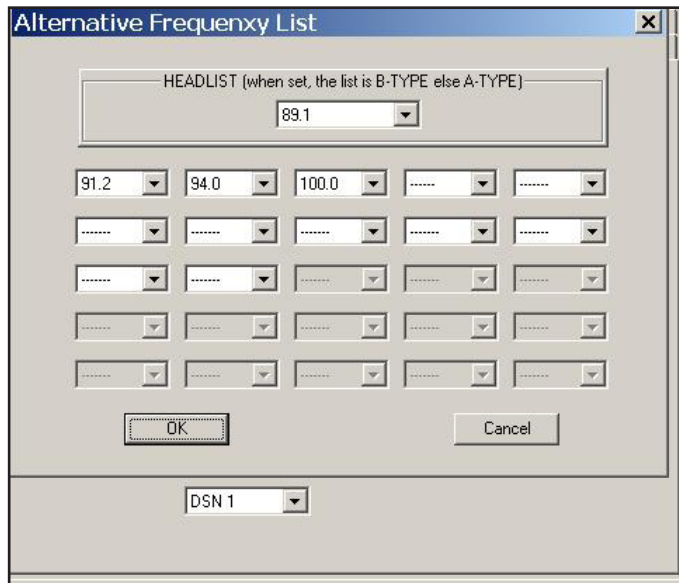 Alternative Frequenxy List
HEADLIST (when set, the list is B-TYPE else A-TYPE)
89.1
91.2 94.0 100.0 ------ ------
------ ------ ------ ------ ------
------ ------ ------ ------ ------
------ ------ ------ ------ ------
------ ------ ------ ------ ------
OK Cancel
DSN 1